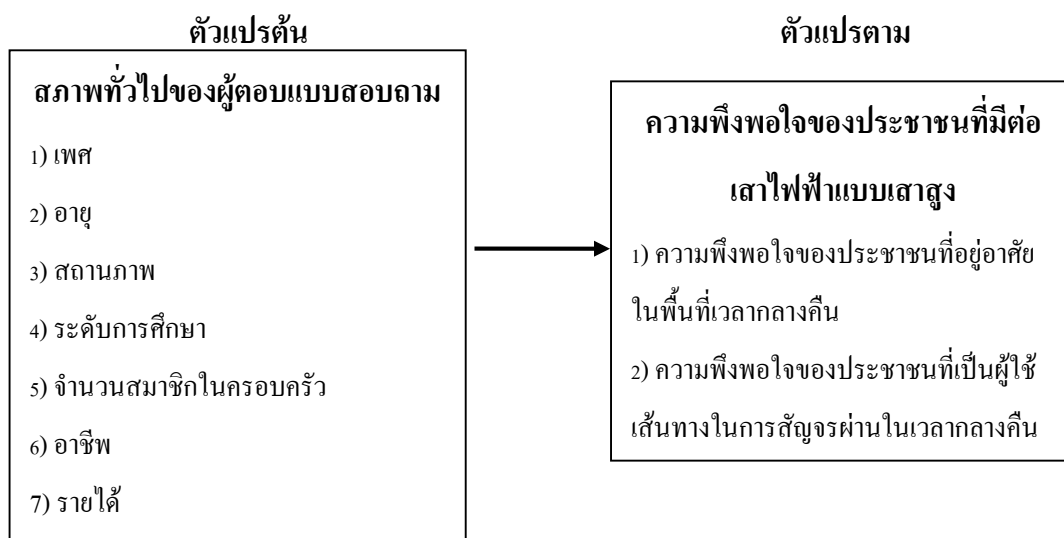 ตัวแปรต้น
สภาพทั่วไปของผู้ตอบแบบสอบถาม
1) เพศ
2) อายุ
3) สถานภาพ
4) ระดับการศึกษา
5) จำนวนสมาชิกในครอบครัว
6) อาชีพ
7) รายได้
ตัวแปรตาม
ความพึงพอใจของประชาชนที่มีต่อ
เสาไฟฟ้าแบบเสาสูง
1) ความพึงพอใจของประชาชนที่อยู่อาศัย
ในพื้นที่เวลากลางคืน
2) ความพึงพอใจของประชาชนที่เป็นผู้ใช้
เส้นทางในการสัญจรผ่านในเวลากลางคืน